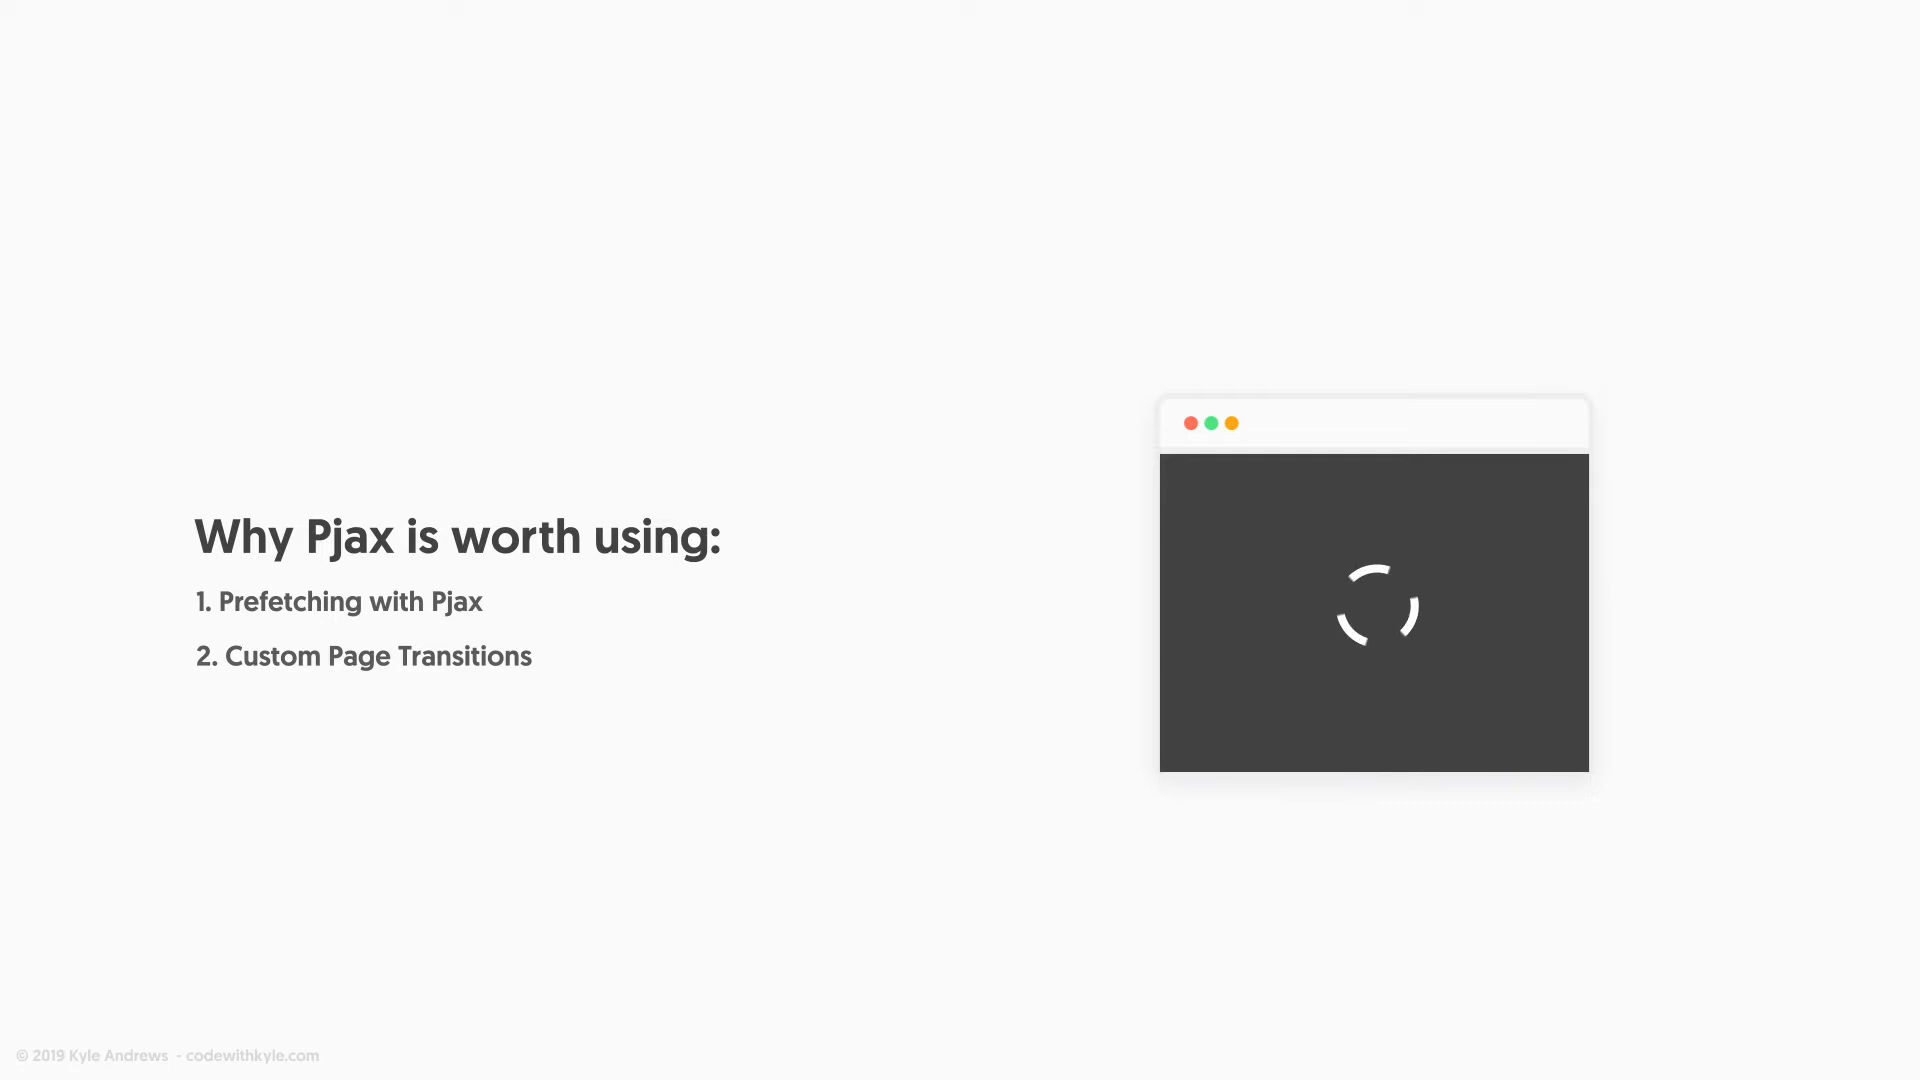 Why Pjax is worth using:
1. Prefetching with Pjax
2. Custom Page Transitions
© 2019 Kyle Andrews - codewithkyle.com